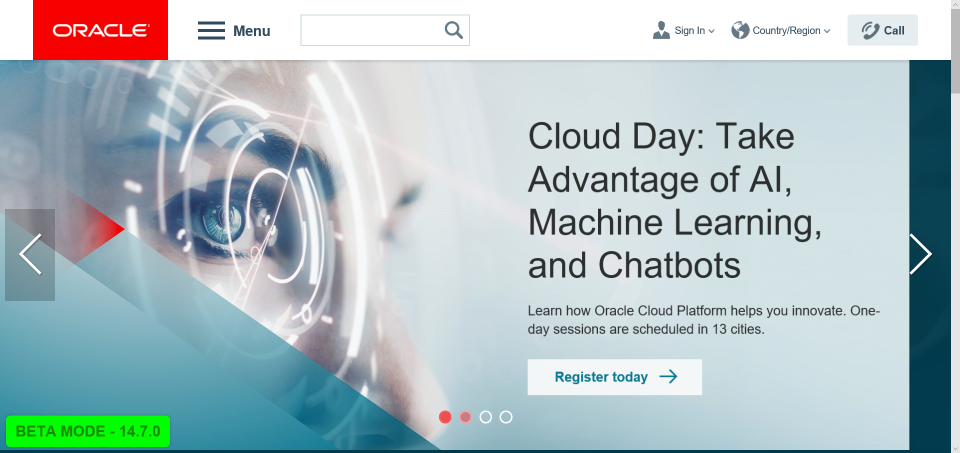 ORACLE
Menu
Sign In
Country/Region
Call
Cloud Day: Take
Advantage of AI,
Machine Learning,
and Chatbots
Learn how Oracle Cloud Platform helps you innovate. One-
day sessions are scheduled in 13 cities.
Register today
BETA MODE - 14.7.0